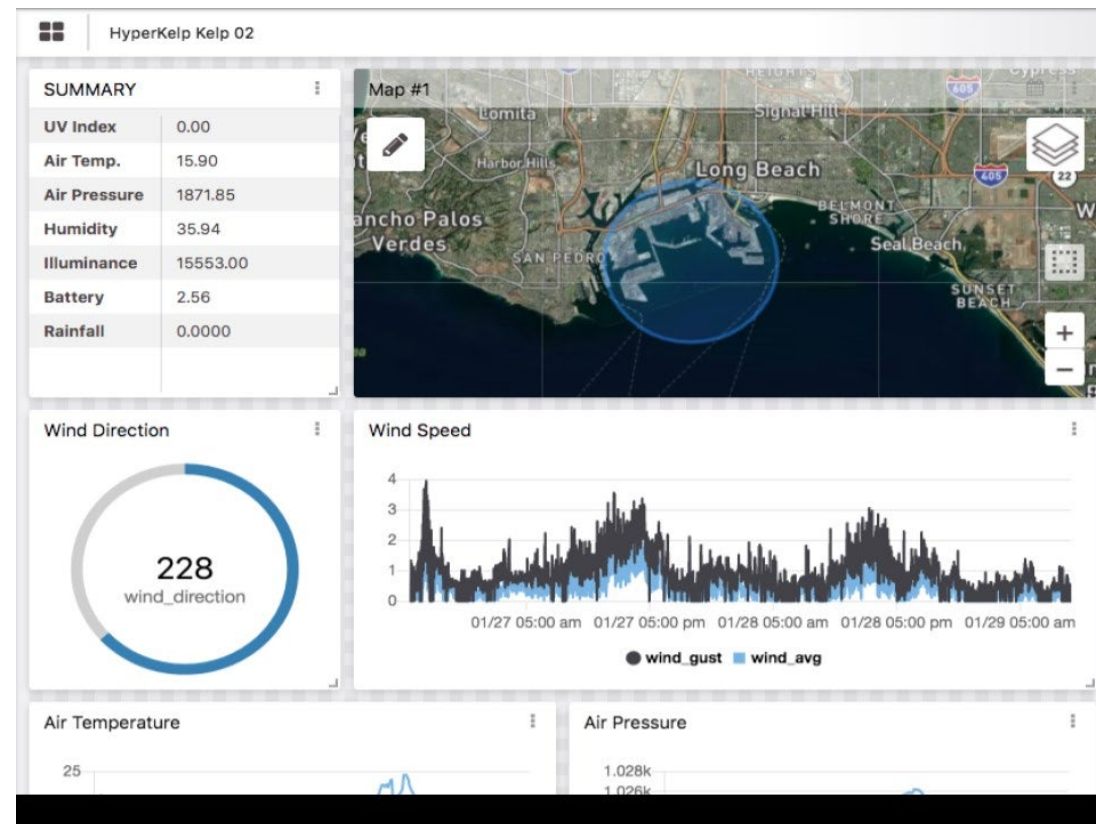 HyperKelp Kelp 02
SUMMARY
UV Index 0.00
Air Temp. 15.90
Air Pressure 1871.85
Humidity 35.94
Illuminance 15553.00
Battery 2.56
Rainfall 0.0000
Map #1
HEIGHTS
Cypress
605
Lomita
Signal Hill
Harbor Hills
Long Beach
405
22
ancho Palos
Verdes
BELMONT
SHORE
SAN PEDRO
Seal Beach
SUNSET
BEACH
+
−
Wind Direction
228
wind_direction
Wind Speed
4
3
2
1
0
01/27 05:00 am 01/27 05:00 pm 01/28 05:00 am 01/28 05:00 pm 01/29 05:00 am
wind_gust wind_avg
Air Temperature
25
Air Pressure
1.028k
1.026k